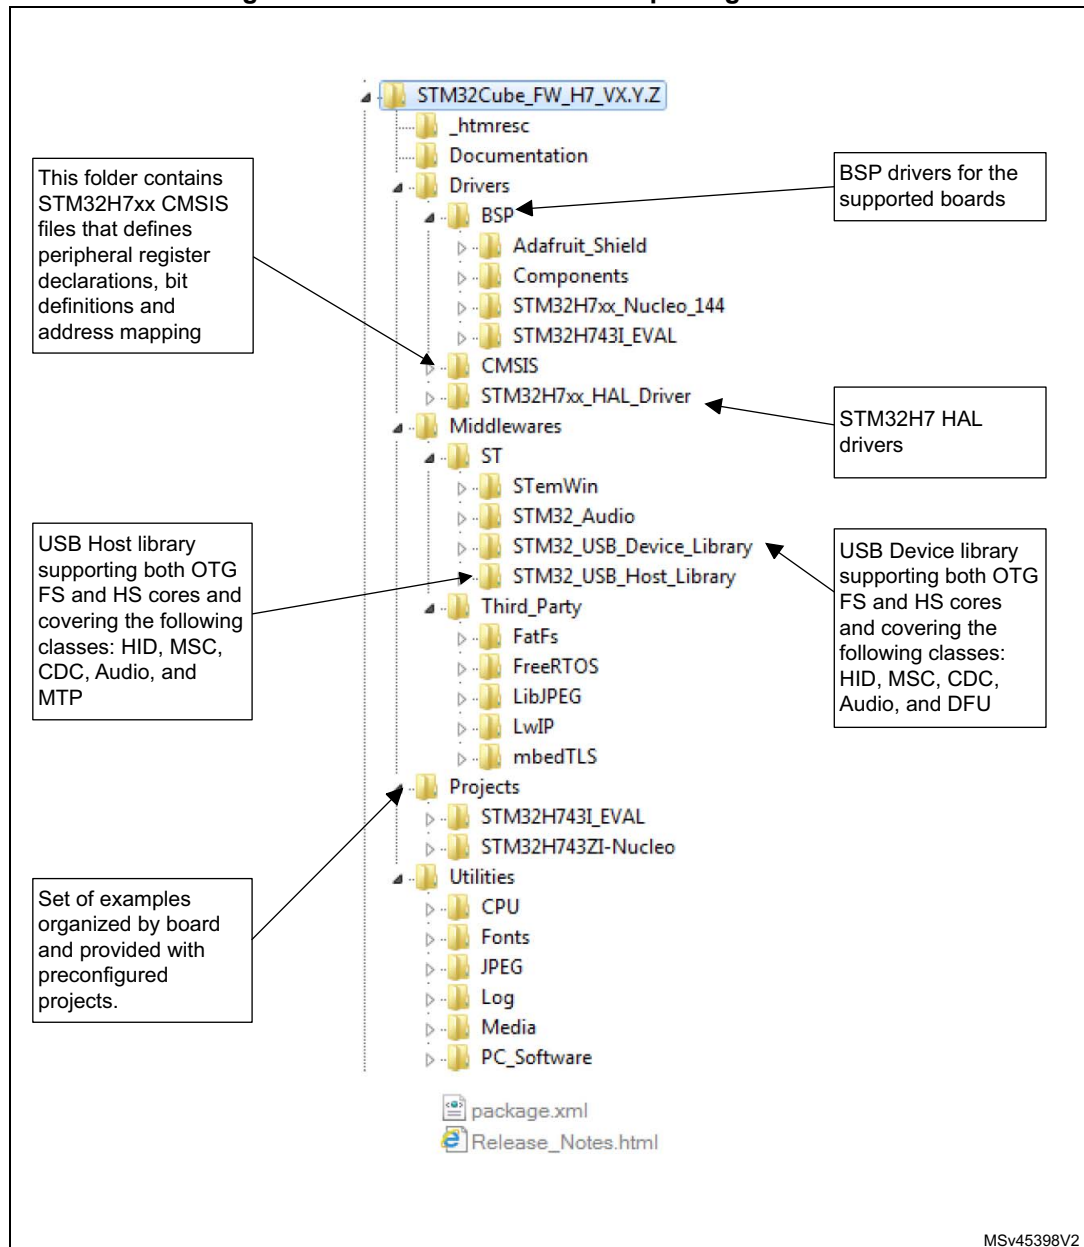 STM32Cube_FW_H7_VX.Y.Z
_htmresc
Documentation
Drivers
BSP
Adafruit_Shield
Components
STM32H7xx_Nucleo_144
STM32H743I_EVAL
CMSIS
STM32H7xx_HAL_Driver
Middlewares
ST
STemWin
STM32_Audio
STM32_USB_Device_Library
STM32_USB_Host_Library
Third_Party
FatFs
FreeRTOS
LibJPEG
LwIP
mbedTLS
Projects
STM32H743I_EVAL
STM32H743ZI-Nucleo
Utilities
CPU
Fonts
JPEG
Log
Media
PC_Software
package.xml
Release_Notes.html
This folder contains
STM32H7xx CMSIS
files that defines
peripheral register
declarations, bit
definitions and
address mapping
USB Host library
supporting both OTG
FS and HS cores and
covering the following
classes: HID, MSC,
CDC, Audio, and
MTP
Set of examples
organized by board
and provided with
preconfigured
projects.
BSP drivers for the
supported boards
STM32H7 HAL
drivers
USB Device library
supporting both OTG
FS and HS cores
and covering the
following classes:
HID, MSC, CDC,
Audio, and DFU
MSv45398V2